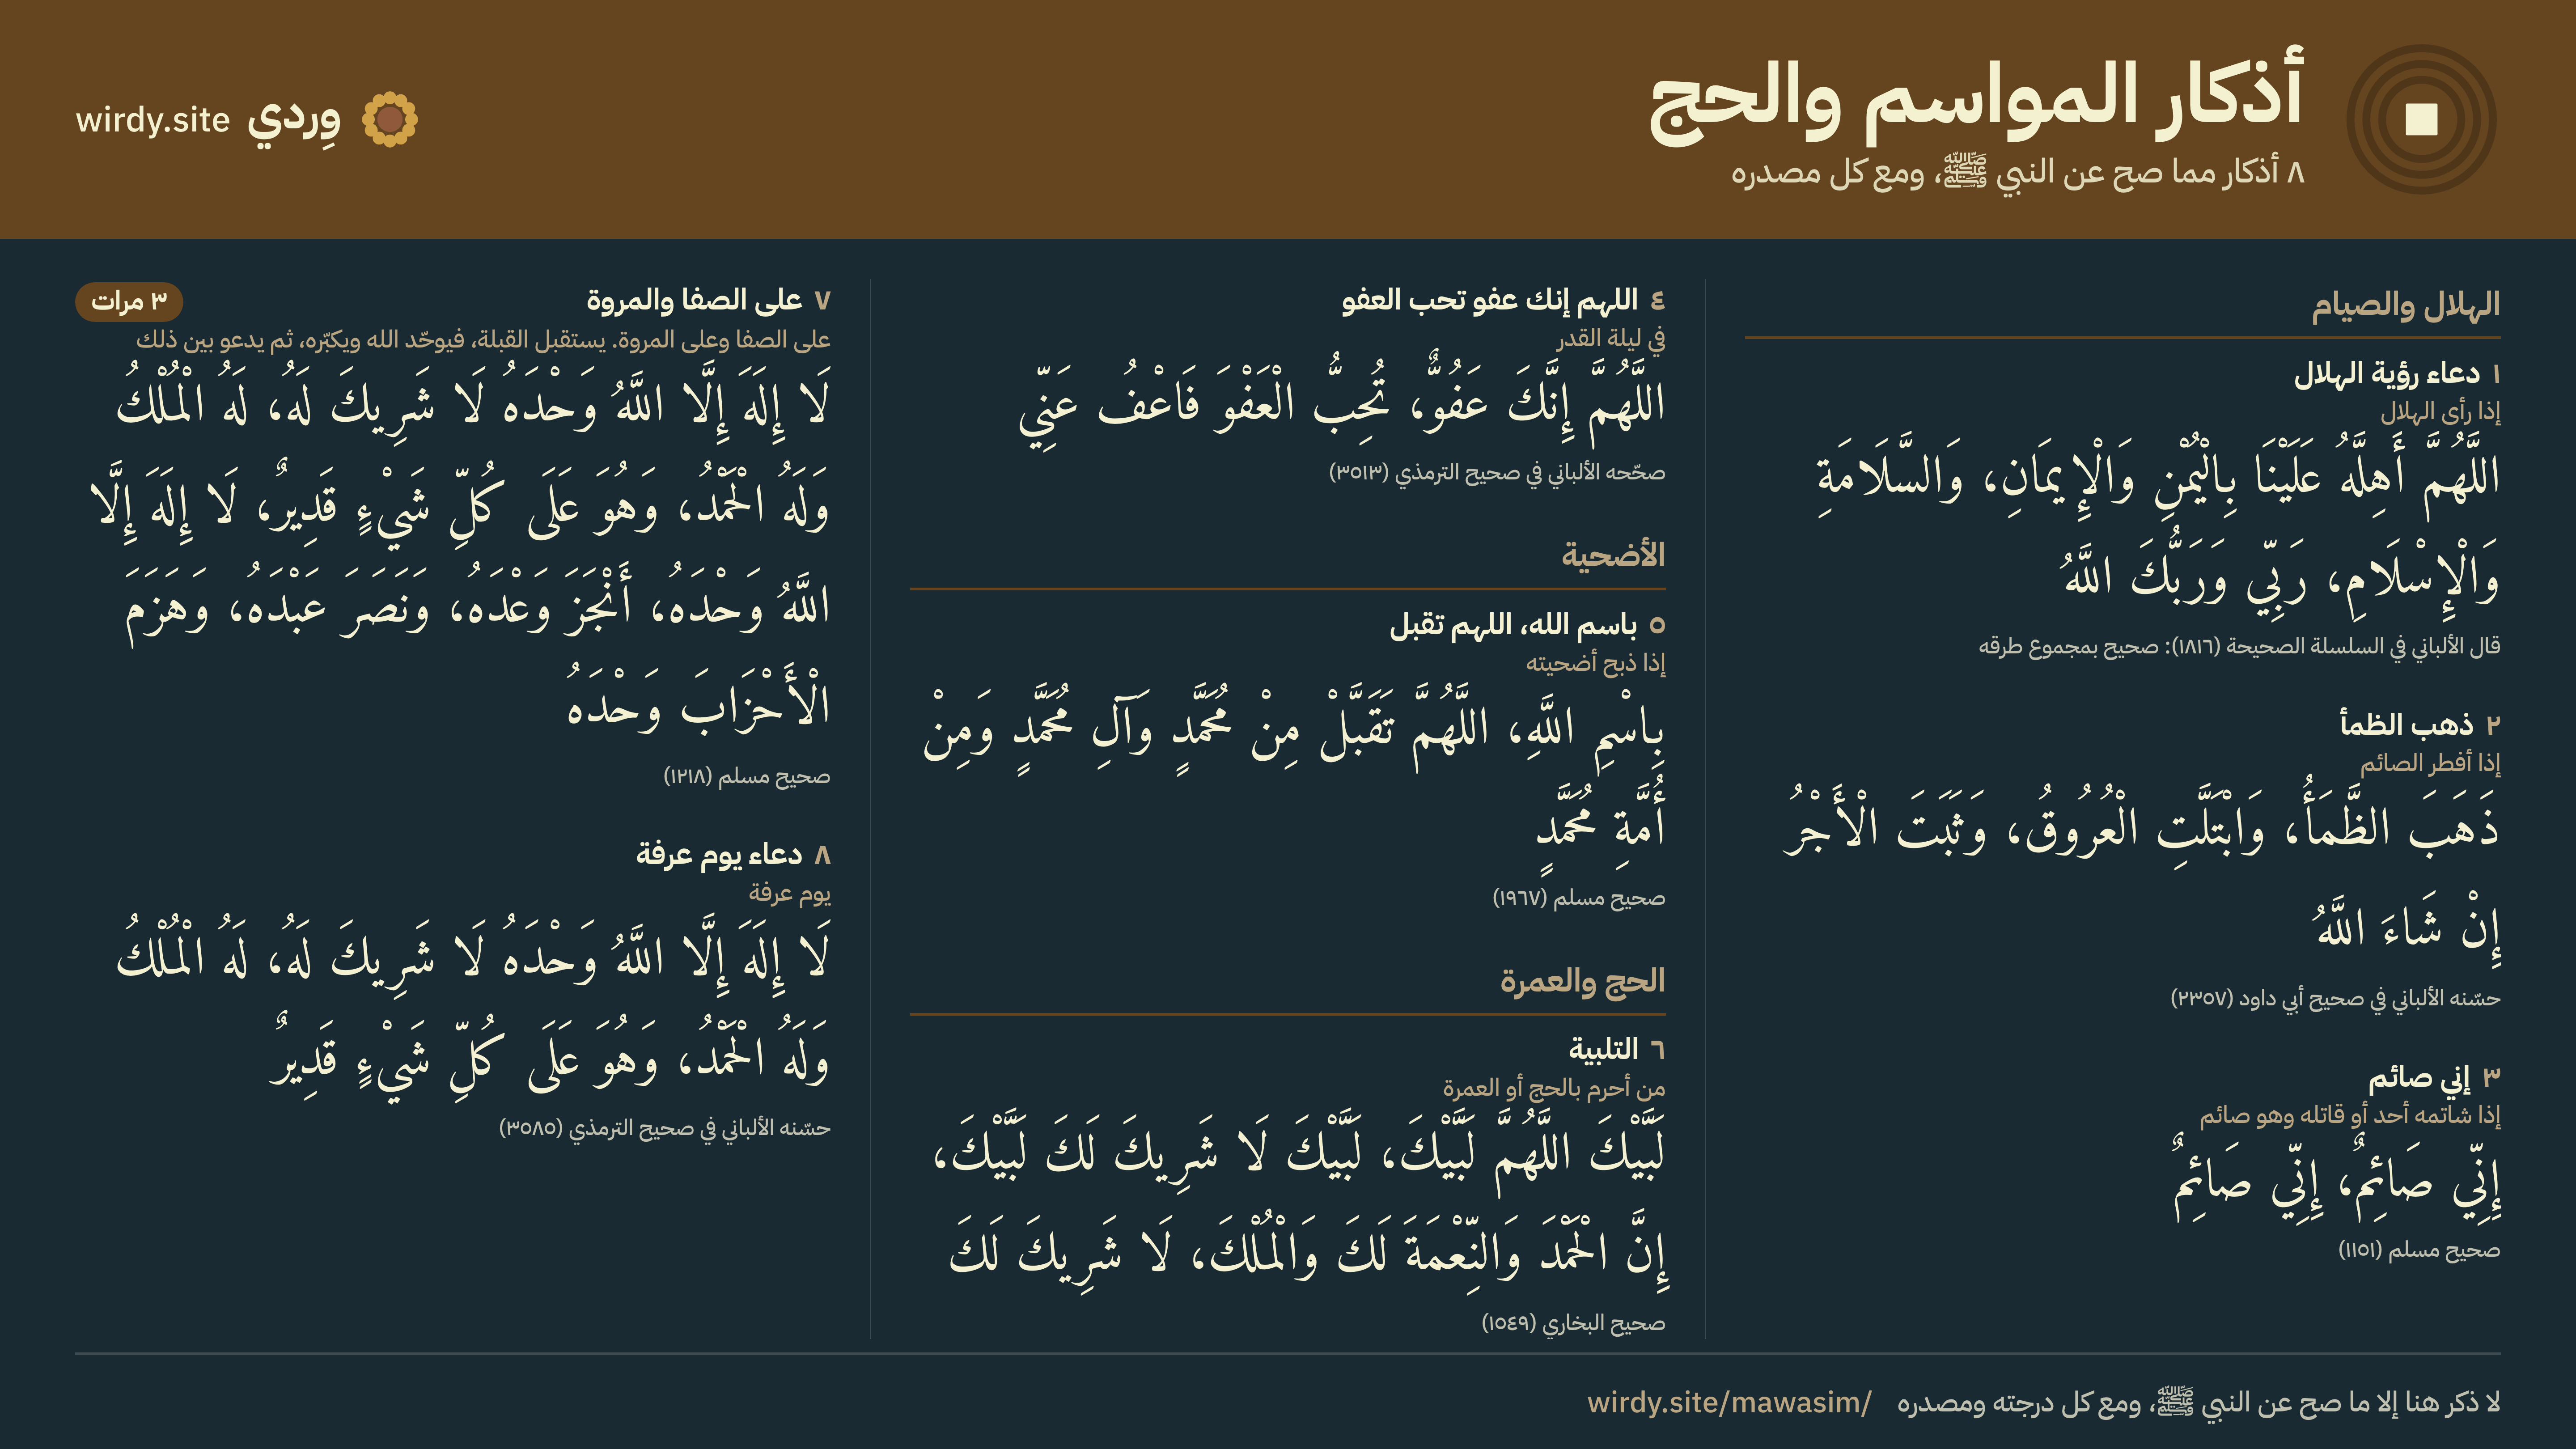 أذكار المواسم والحج
٨ أذكار مما صح عن النبي ﷺ، ومع كل مصدره
وِردي wirdy.site
الهلال والصيام
١ دعاء رؤية الهلال
إذا رأى الهلال
اللَّهُمَّ أَهِلَّهُ عَلَيْنَا بِالْيُمْنِ وَالْإِيمَانِ، وَالسَّلَامَةِ
وَالْإِسْلَامِ، رَبِّي وَرَبُّكَ اللَّهُ
قال الألباني في السلسلة الصحيحة (١٨١٦): صحيح بمجموع طرقه
٢ ذهب الظمأ
إذا أفطر الصائم
ذَهَبَ الظَّمَأُ، وَابْتَلَّتِ الْعُرُوقُ، وَثَبَتَ الْأَجْرُ
إِنْ شَاءَ اللَّهُ
حسّنه الألباني في صحيح أبي داود (٢٣٥٧)
٣ إني صائم
إذا شاتمه أحد أو قاتله وهو صائم
إِنِّي صَائِمٌ، إِنِّي صَائِمٌ
صحيح مسلم (١١٥١)
٤ اللهم إنك عفو تحب العفو
في ليلة القدر
اللَّهُمَّ إِنَّكَ عَفُوٌّ، تُحِبُّ الْعَفْوَ فَاعْفُ عَنِّي
صحّحه الألباني في صحيح الترمذي (٣٥١٣)
الأضحية
٥ باسم الله، اللهم تقبل
إذا ذبح أضحيته
بِاسْمِ اللَّهِ، اللَّهُمَّ تَقَبَّلْ مِنْ مُحَمَّدٍ وَآلِ مُحَمَّدٍ وَمِنْ
أُمَّةِ مُحَمَّدٍ
صحيح مسلم (١٩٦٧)
الحج والعمرة
٦ التلبية
من أحرم بالحج أو العمرة
لَبَّيْكَ اللَّهُمَّ لَبَّيْكَ، لَبَّيْكَ لَا شَرِيكَ لَكَ لَبَّيْكَ،
إِنَّ الْحَمْدَ وَالنِّعْمَةَ لَكَ وَالْمُلْكَ، لَا شَرِيكَ لَكَ
صحيح البخاري (١٥٤٩)
٧ على الصفا والمروة
٣ مرات
على الصفا وعلى المروة. يستقبل القبلة، فيوحّد الله ويكبّره، ثم يدعو بين ذلك
لَا إِلَهَ إِلَّا اللَّهُ وَحْدَهُ لَا شَرِيكَ لَهُ، لَهُ الْمُلْكُ
وَلَهُ الْحَمْدُ، وَهُوَ عَلَى كُلِّ شَيْءٍ قَدِيرٌ، لَا إِلَهَ إِلَّا
اللَّهُ وَحْدَهُ، أَنْجَزَ وَعْدَهُ، وَنَصَرَ عَبْدَهُ، وَهَزَمَ
الْأَحْزَابَ وَحْدَهُ
صحيح مسلم (١٢١٨)
٨ دعاء يوم عرفة
يوم عرفة
لَا إِلَهَ إِلَّا اللَّهُ وَحْدَهُ لَا شَرِيكَ لَهُ، لَهُ الْمُلْكُ
وَلَهُ الْحَمْدُ، وَهُوَ عَلَى كُلِّ شَيْءٍ قَدِيرٌ
حسّنه الألباني في صحيح الترمذي (٣٥٨٥)
لا ذكر هنا إلا ما صح عن النبي ﷺ، ومع كل درجته ومصدره wirdy.site/mawasim/